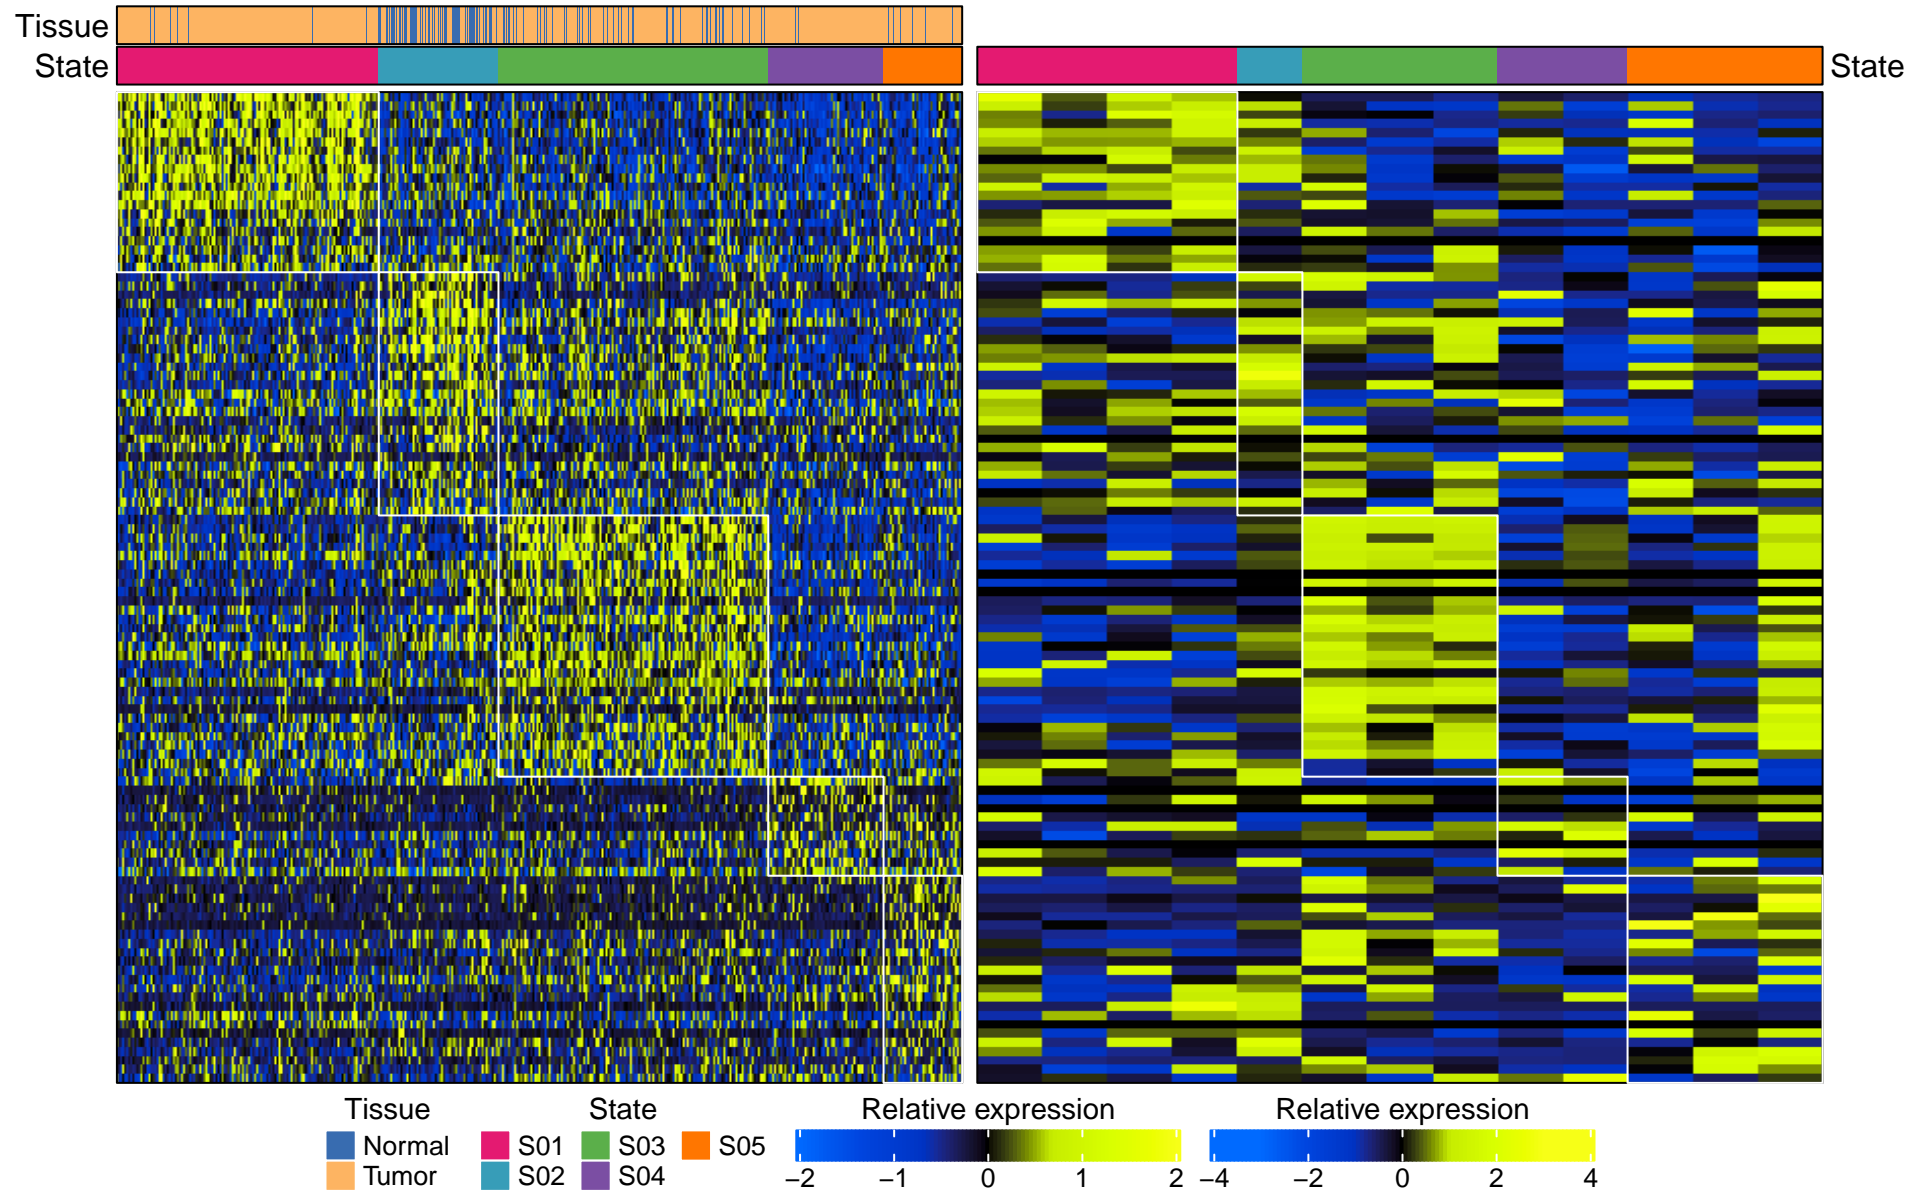 Tissue
State
State
Tissue State Relative expression Relative expression
Normal S01 S03 S05
Tumor S02 S04
−2 −1 0 1 2 −4 −2 0 2 4